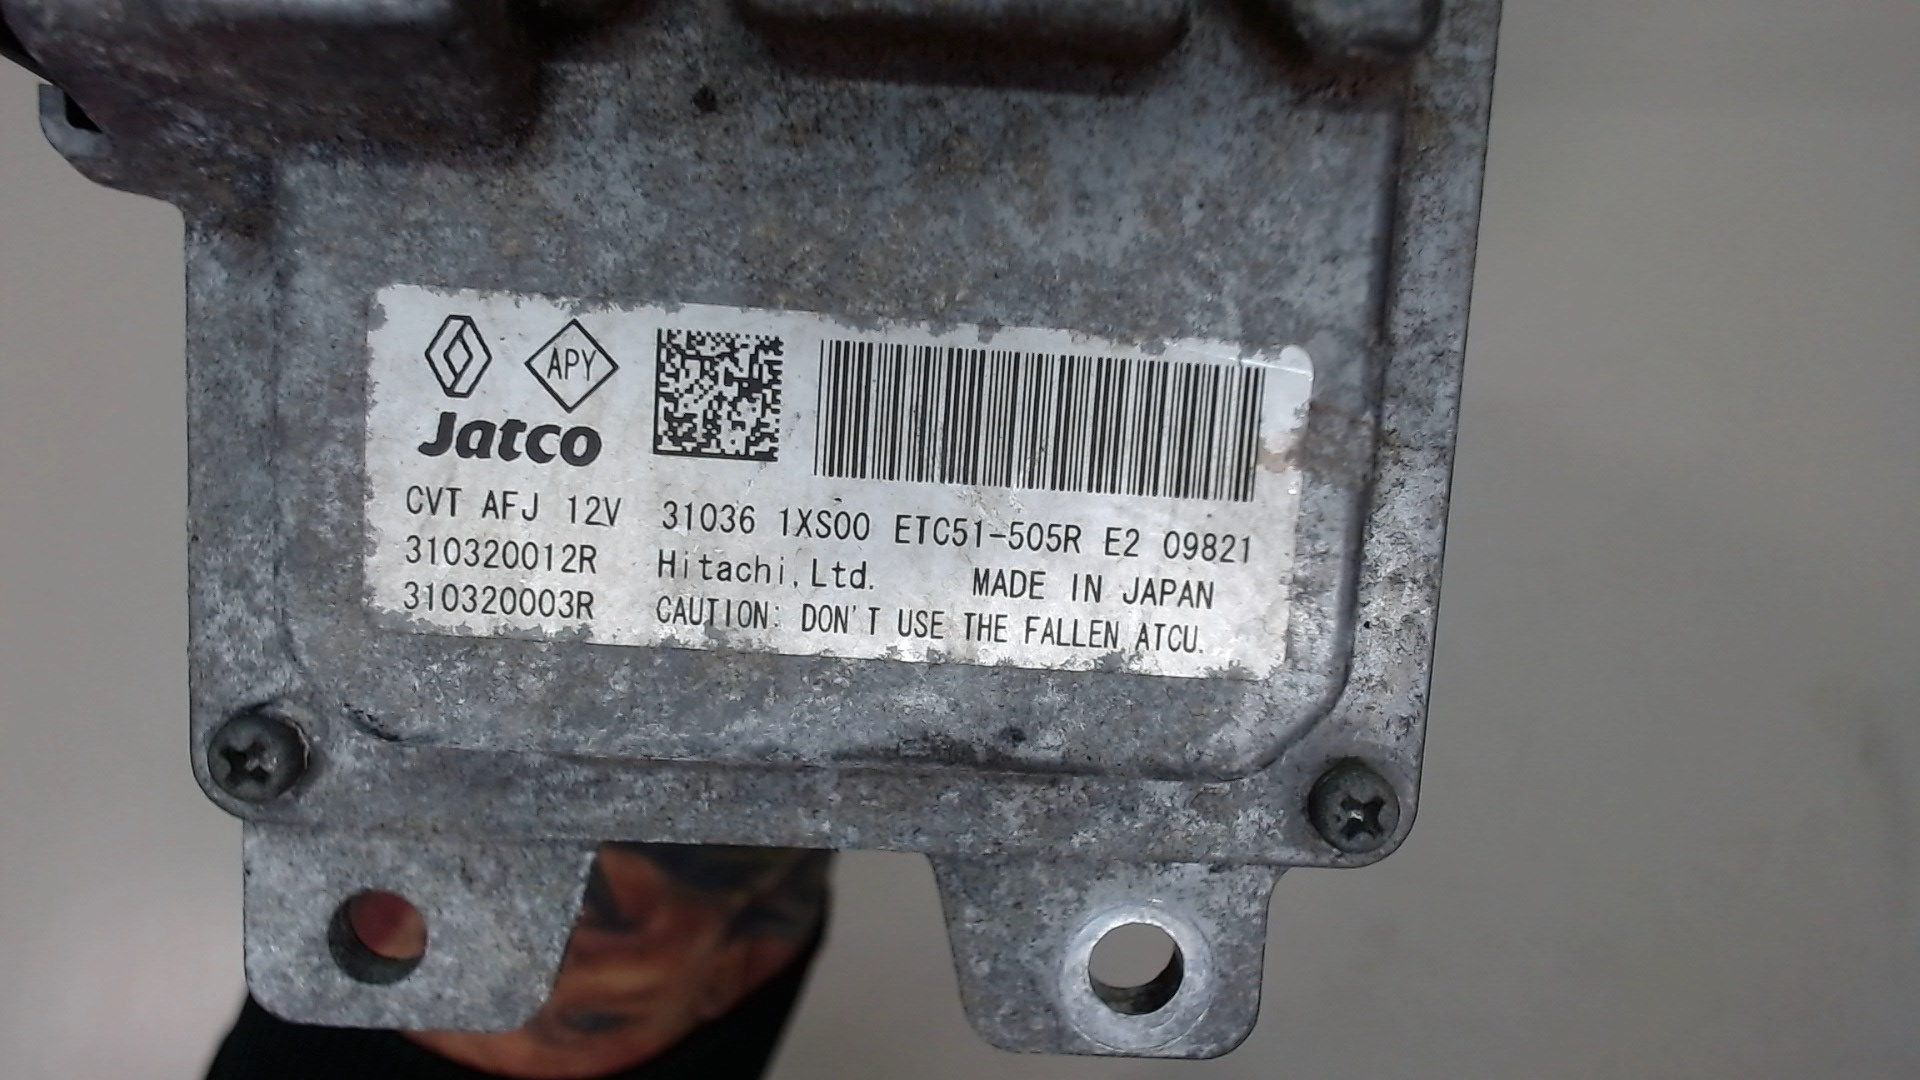 APY
Jatco
CVT AFJ 12V 31036 1XS00 ETC51-505R E2 09821
310320012R Hitachi,Ltd. MADE IN JAPAN
310320003R CAUTION: DON'T USE THE FALLEN ATCU.